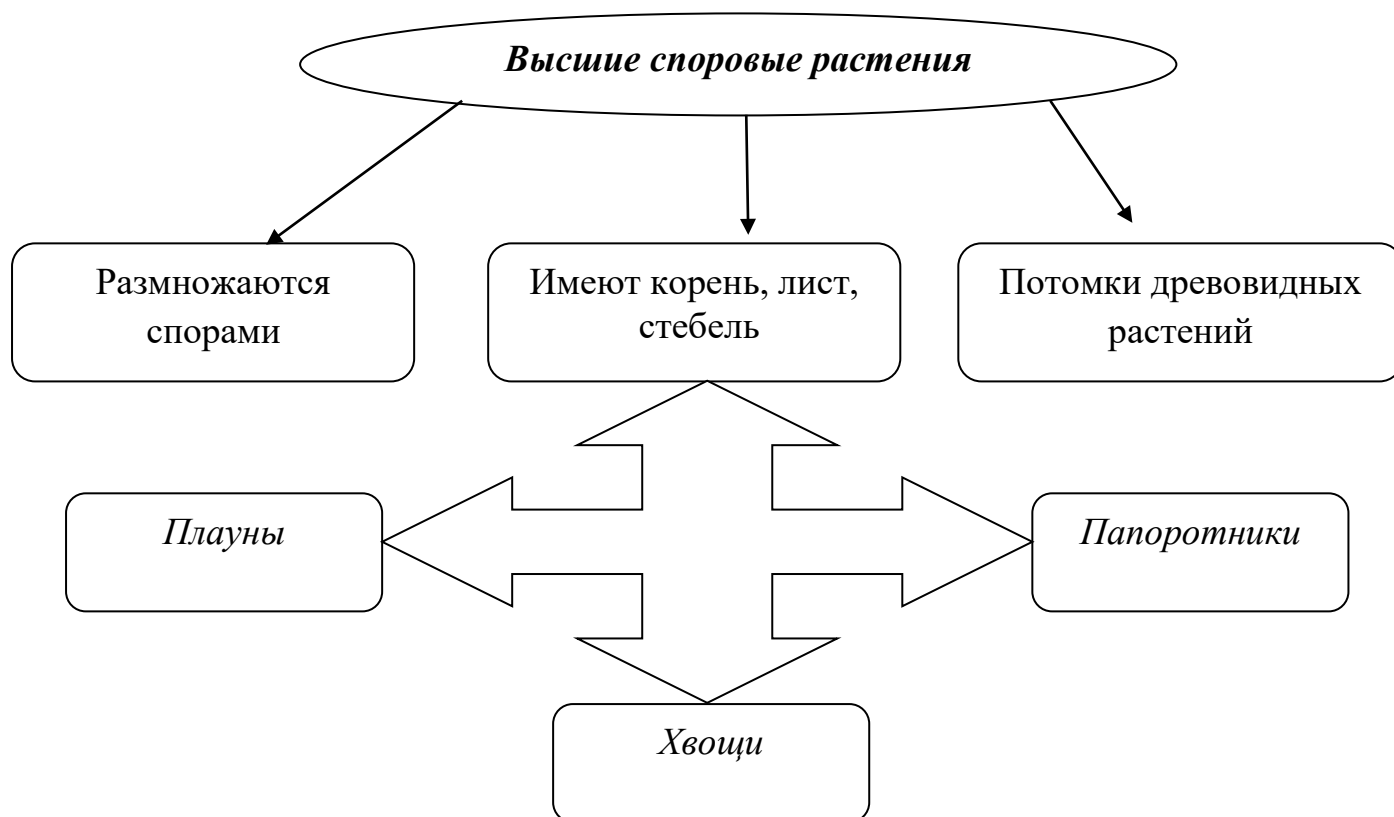 Высшие споровые растения
Размножаются
спорами
Имеют корень, лист,
стебель
Потомки древовидных
растений
Плауны
Папоротники
Хвощи